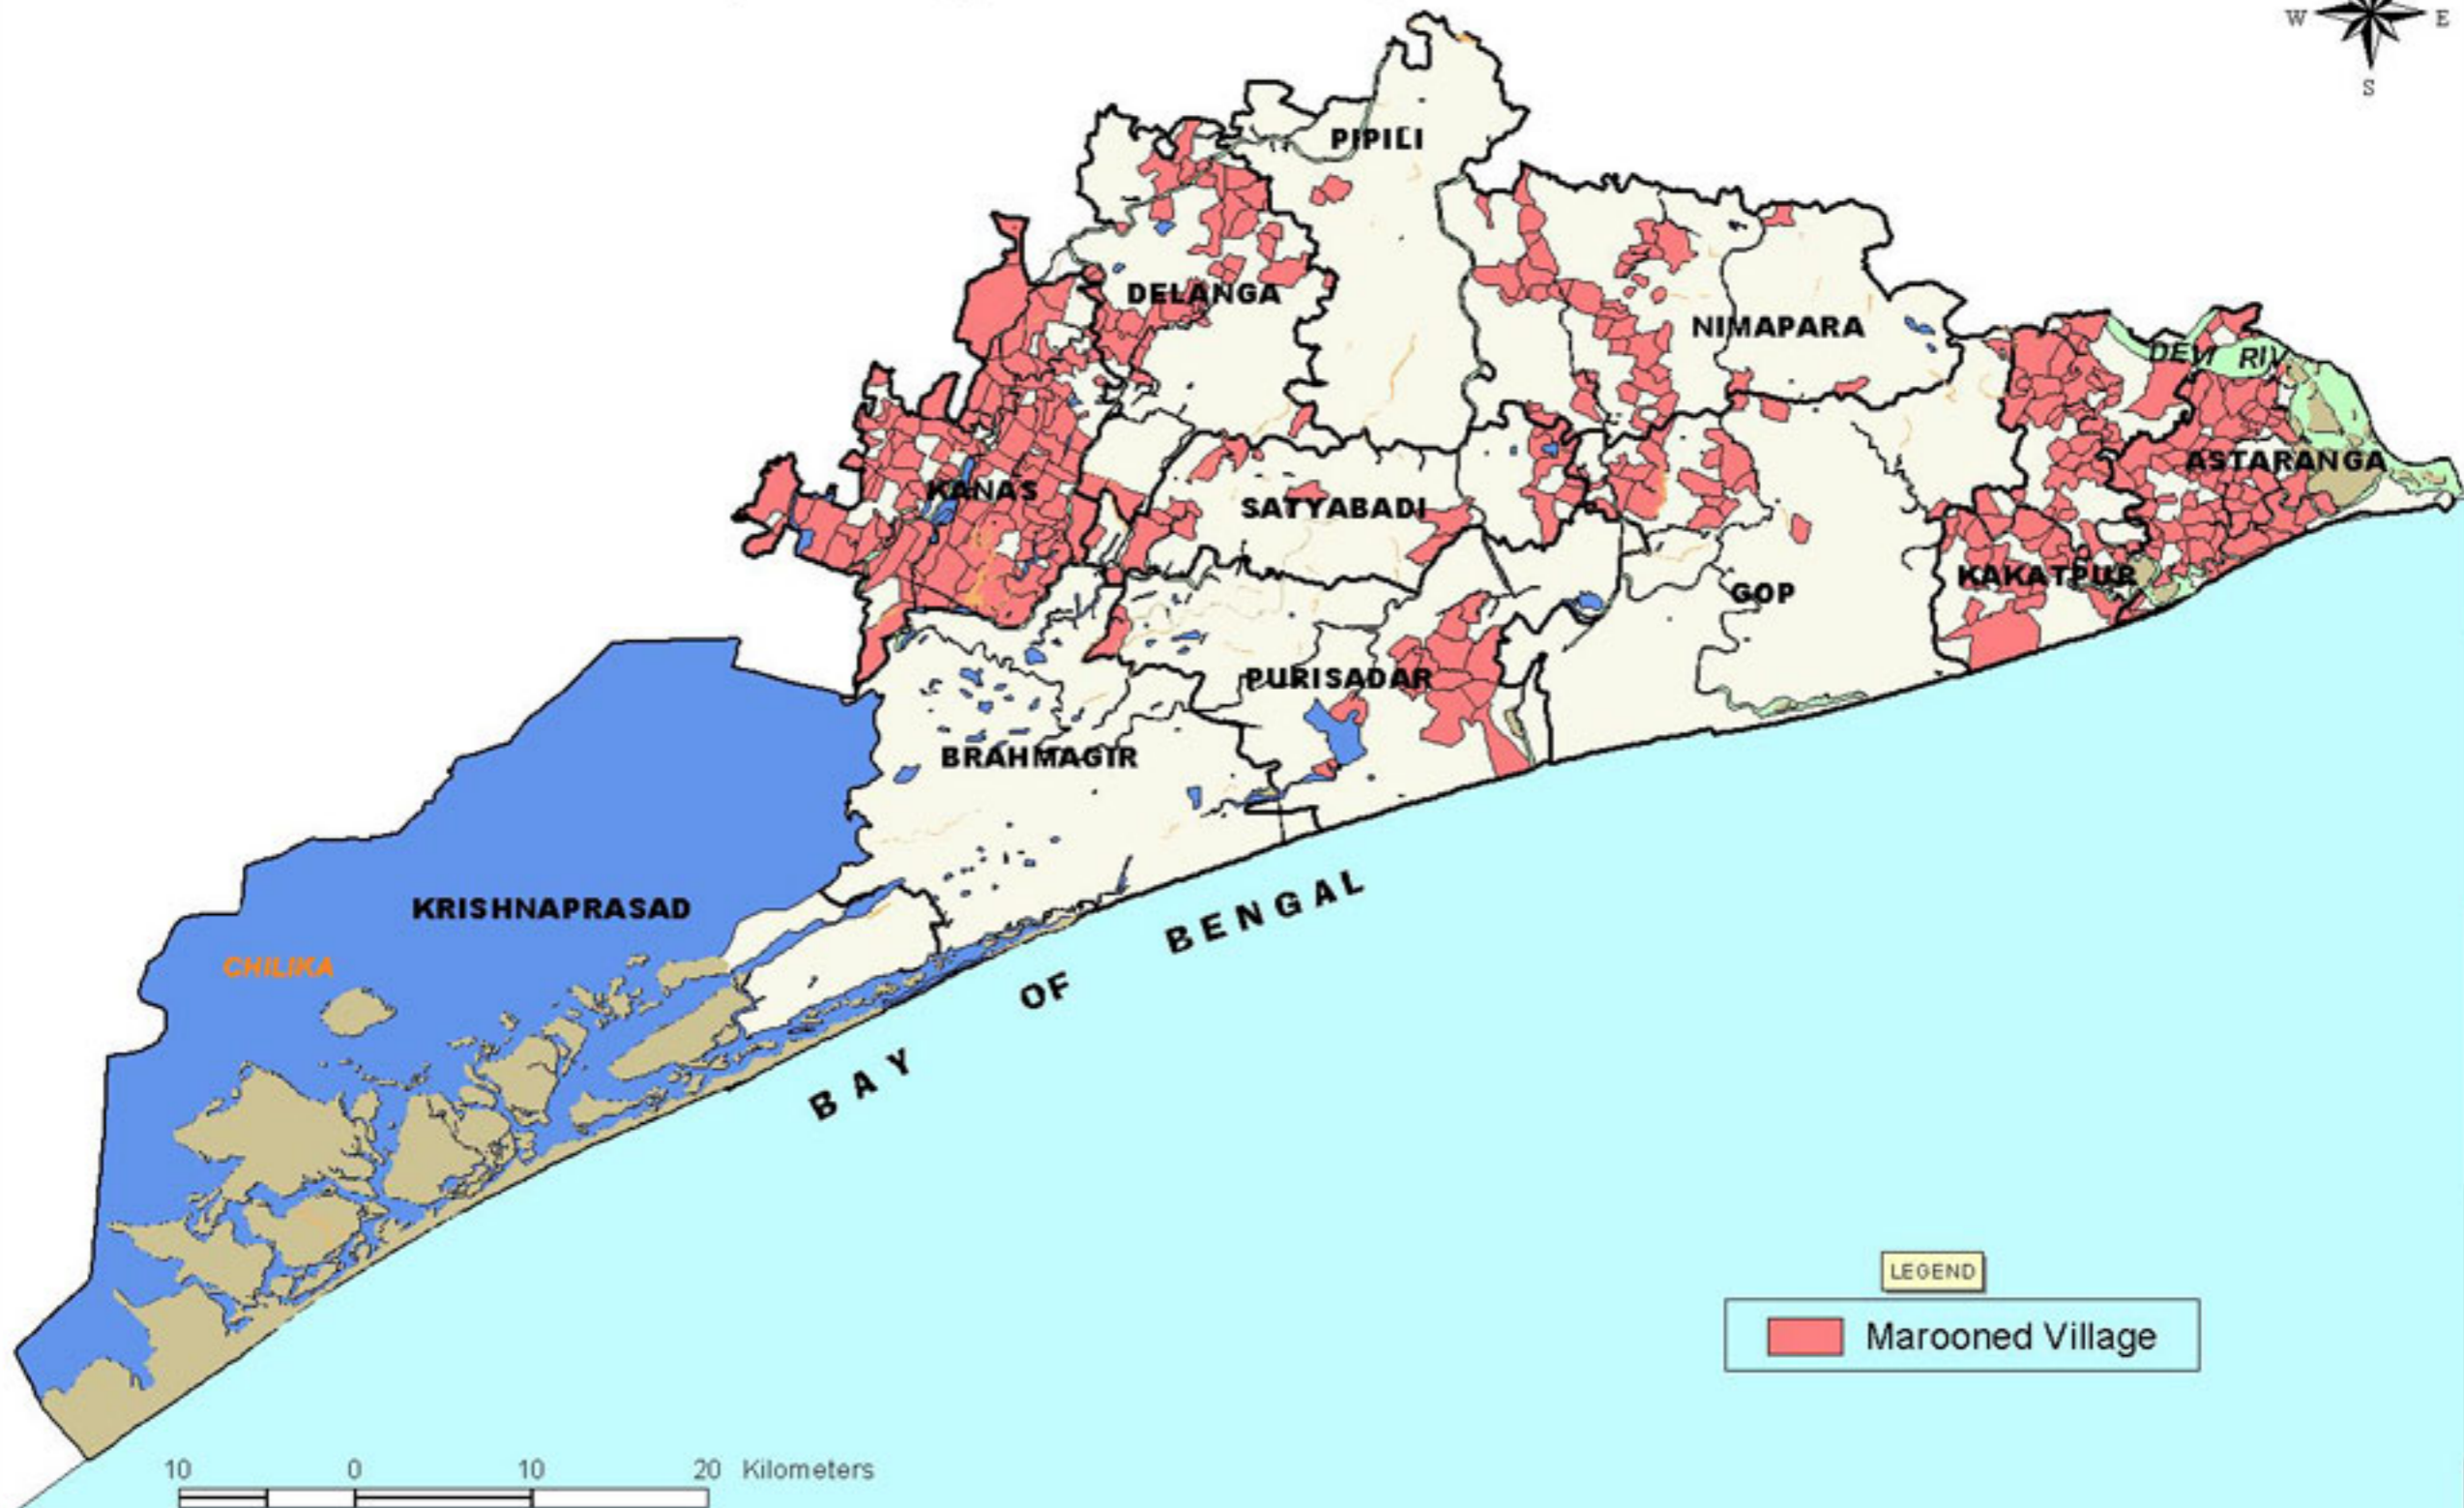 W E
S
PIPILI
DELANGA
NIMAPARA
DEVI RIV
ASTARANGA
KANAS
SATYABADI
KAKATPUR
GOP
PURISADAR
BRAHMAGIR
KRISHNAPRASAD
CHILIKA
BAY OF BENGAL
LEGEND
Marooned Village
10 0 10 20 Kilometers